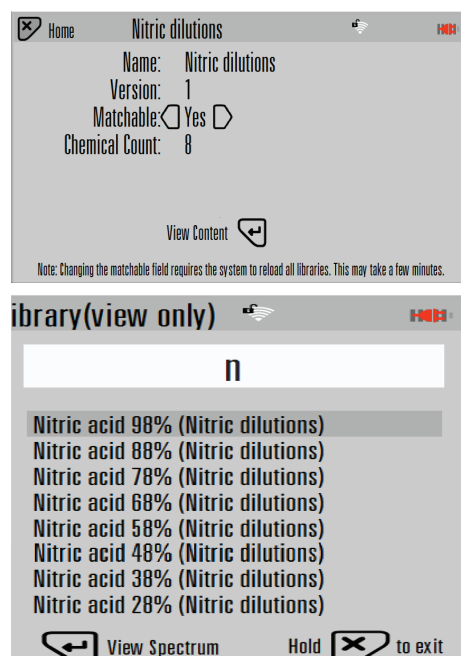 Home Nitric dilutions
Name: Nitric dilutions
Version: 1
Matchable: Yes
Chemical Count: 8
View Content
Note: Changing the matchable field requires the system to reload all libraries. This may take a few minutes.
ibrary(view only)
n
Nitric acid 98% (Nitric dilutions)
Nitric acid 88% (Nitric dilutions)
Nitric acid 78% (Nitric dilutions)
Nitric acid 68% (Nitric dilutions)
Nitric acid 58% (Nitric dilutions)
Nitric acid 48% (Nitric dilutions)
Nitric acid 38% (Nitric dilutions)
Nitric acid 28% (Nitric dilutions)
View Spectrum Hold to exit